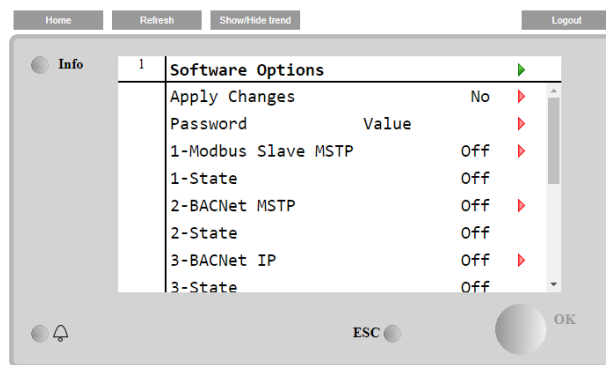 Home Refresh Show/Hide trend Logout
Info
1 Software Options
Apply Changes No
Password Value
1-Modbus Slave MSTP Off
1-State Off
2-BACNet MSTP Off
2-State Off
3-BACNet IP Off
3-State Off
ESC OK